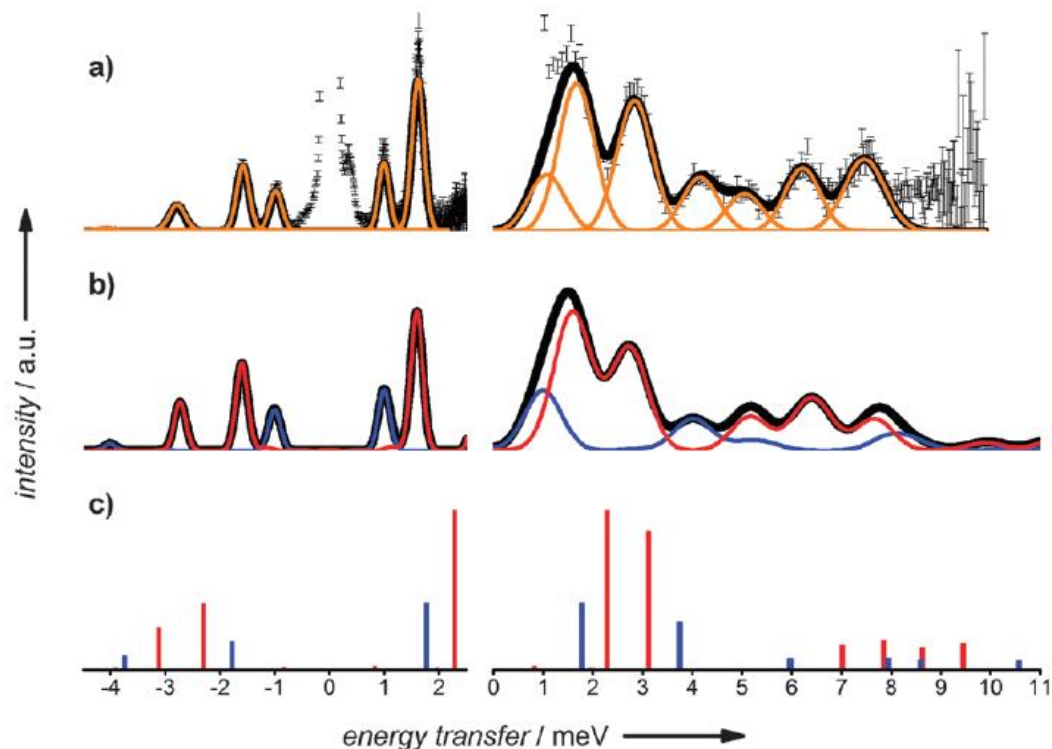 a)
b)
c)
intensity / a.u.
-4 -3 -2 -1 0 1 2 0 1 2 3 4 5 6 7 8 9 10 11
energy transfer / meV